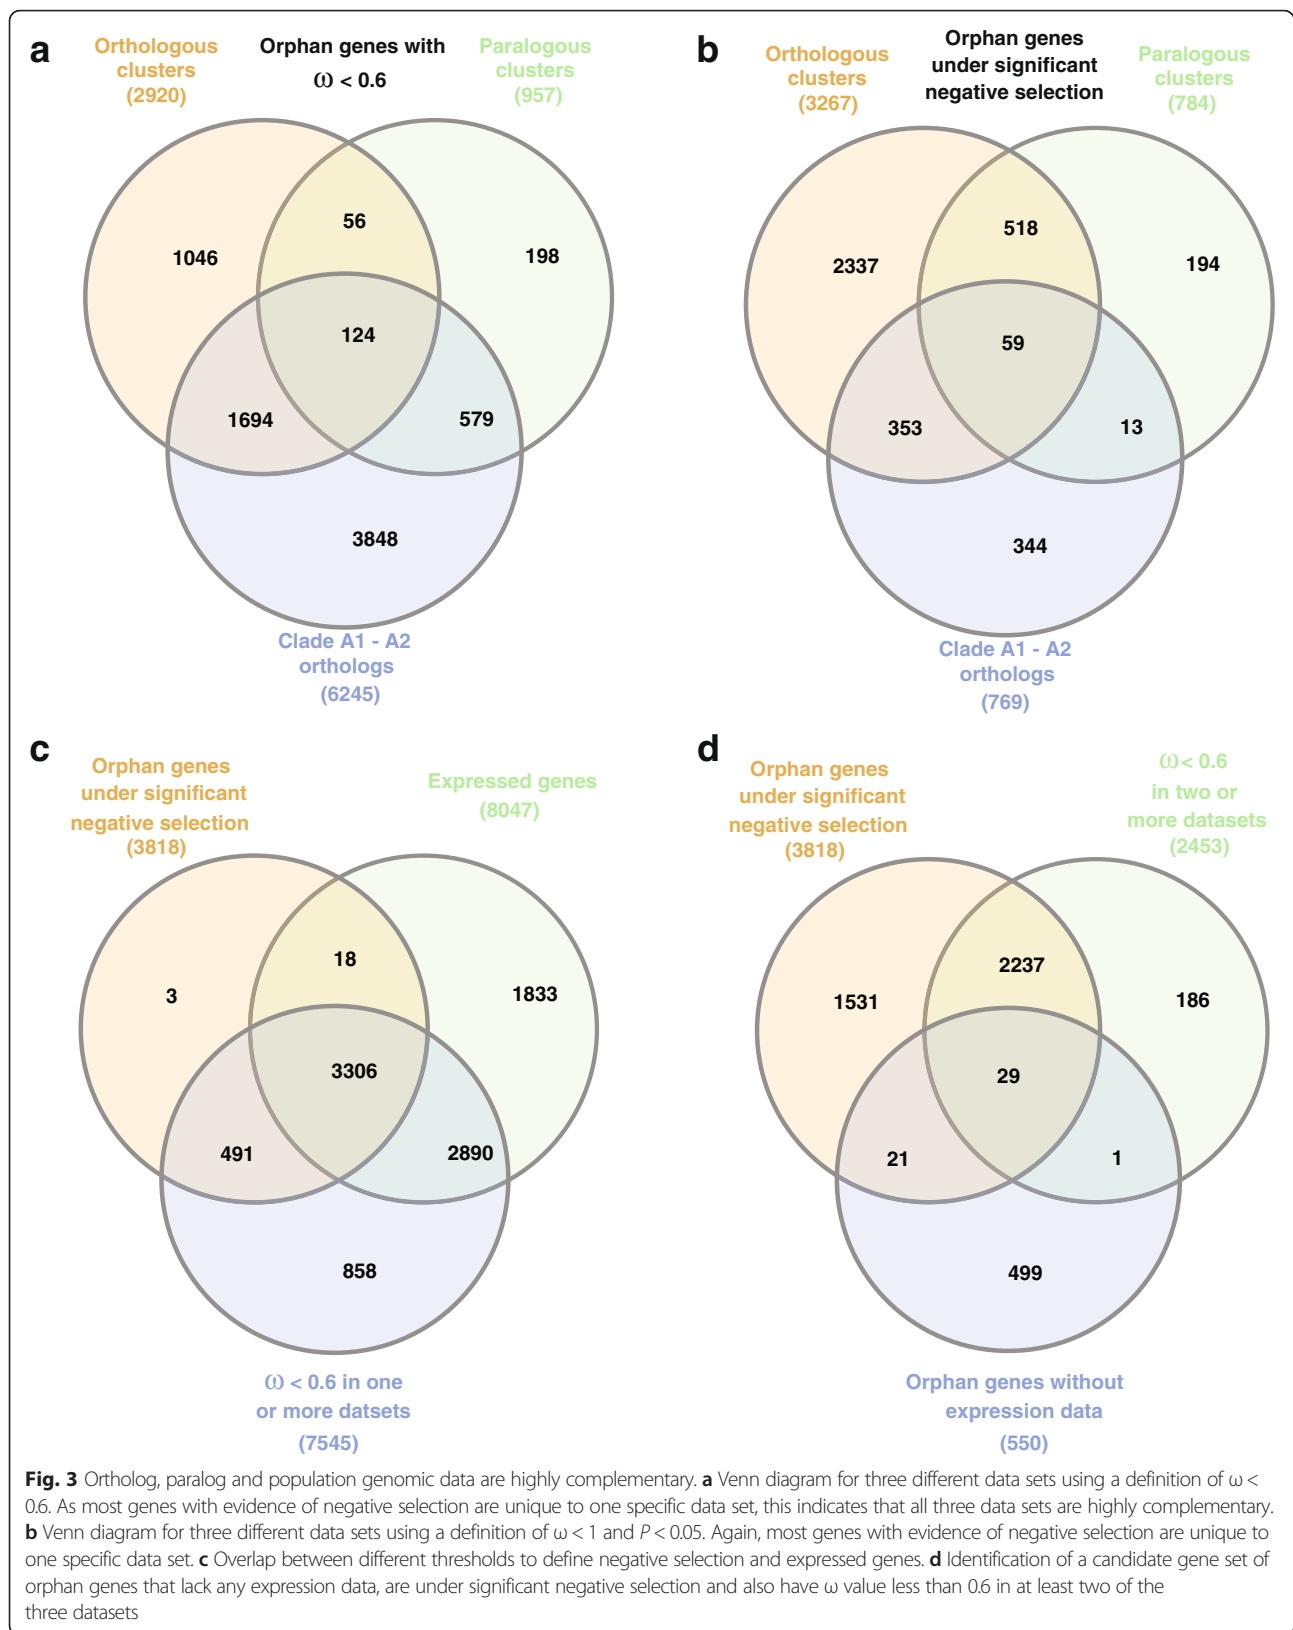 a
Orthologous
clusters
(2920)
Orphan genes with
ω < 0.6
Paralogous
clusters
(957)
1046
56
198
124
1694
579
3848
Clade A1 - A2
orthologs
(6245)
b
Orthologous
clusters
(3267)
Orphan genes
under significant
negative selection
Paralogous
clusters
(784)
2337
518
194
59
353
13
344
Clade A1 - A2
orthologs
(769)
c
Orphan genes
under significant
negative selection
(3818)
Expressed genes
(8047)
3
18
1833
3306
491
2890
858
ω < 0.6 in one
or more datsets
(7545)
d
Orphan genes
under significant
negative selection
(3818)
ω< 0.6
in two or
more datasets
(2453)
1531
2237
186
29
21
1
499
Orphan genes without
expression data
(550)
Fig. 3 Ortholog, paralog and population genomic data are highly complementary. a Venn diagram for three different data sets using a definition of ω <
0.6. As most genes with evidence of negative selection are unique to one specific data set, this indicates that all three data sets are highly complementary.
b Venn diagram for three different data sets using a definition of ω < 1 and P < 0.05. Again, most genes with evidence of negative selection are unique to
one specific data set. c Overlap between different thresholds to define negative selection and expressed genes. d Identification of a candidate gene set of
orphan genes that lack any expression data, are under significant negative selection and also have ω value less than 0.6 in at least two of the
three datasets